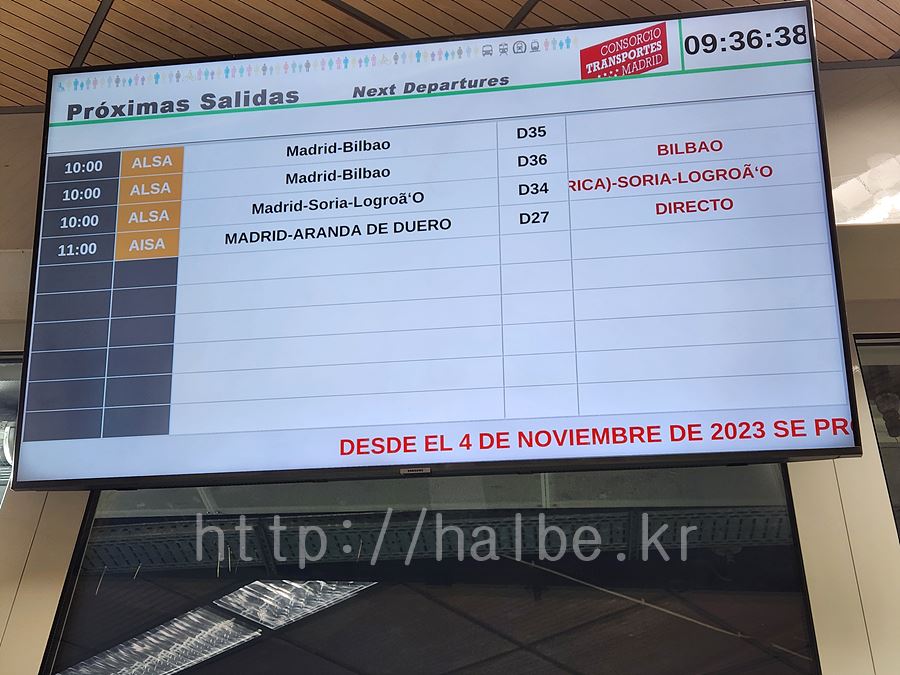 CONSORCIO
TRANSPORTES
MADRID
09:36:38
Próximas Salidas Next Departures
10:00 ALSA Madrid-Bilbao D35
10:00 ALSA Madrid-Bilbao D36 BILBAO
10:00 ALSA Madrid-Soria-Logroã‘O D34 RICA)-SORIA-LOGROÃ‘O
11:00 AISA MADRID-ARANDA DE DUERO D27 DIRECTO
DESDE EL 4 DE NOVIEMBRE DE 2023 SE PRO
SAMSUNG
http://halbe.kr